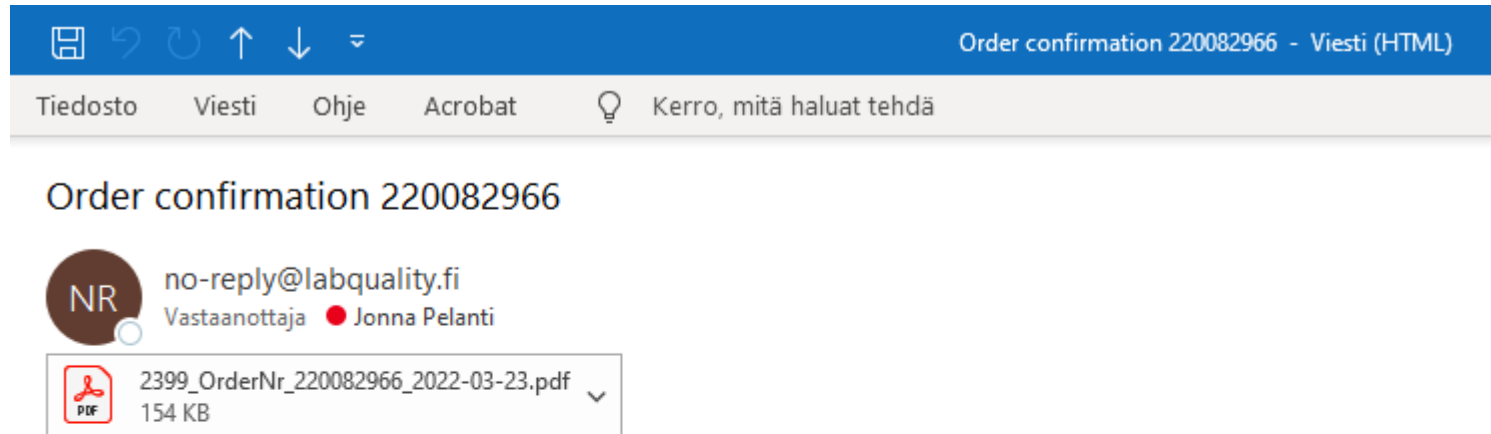 Order confirmation 220082966 - Viesti (HTML)
Tiedosto Viesti Ohje Acrobat Kerro, mitä haluat tehdä
Order confirmation 220082966
NR
no-reply@labquality.fi
Vastaanottaja Jonna Pelanti
PDF
2399_OrderNr_220082966_2022-03-23.pdf
154 KB